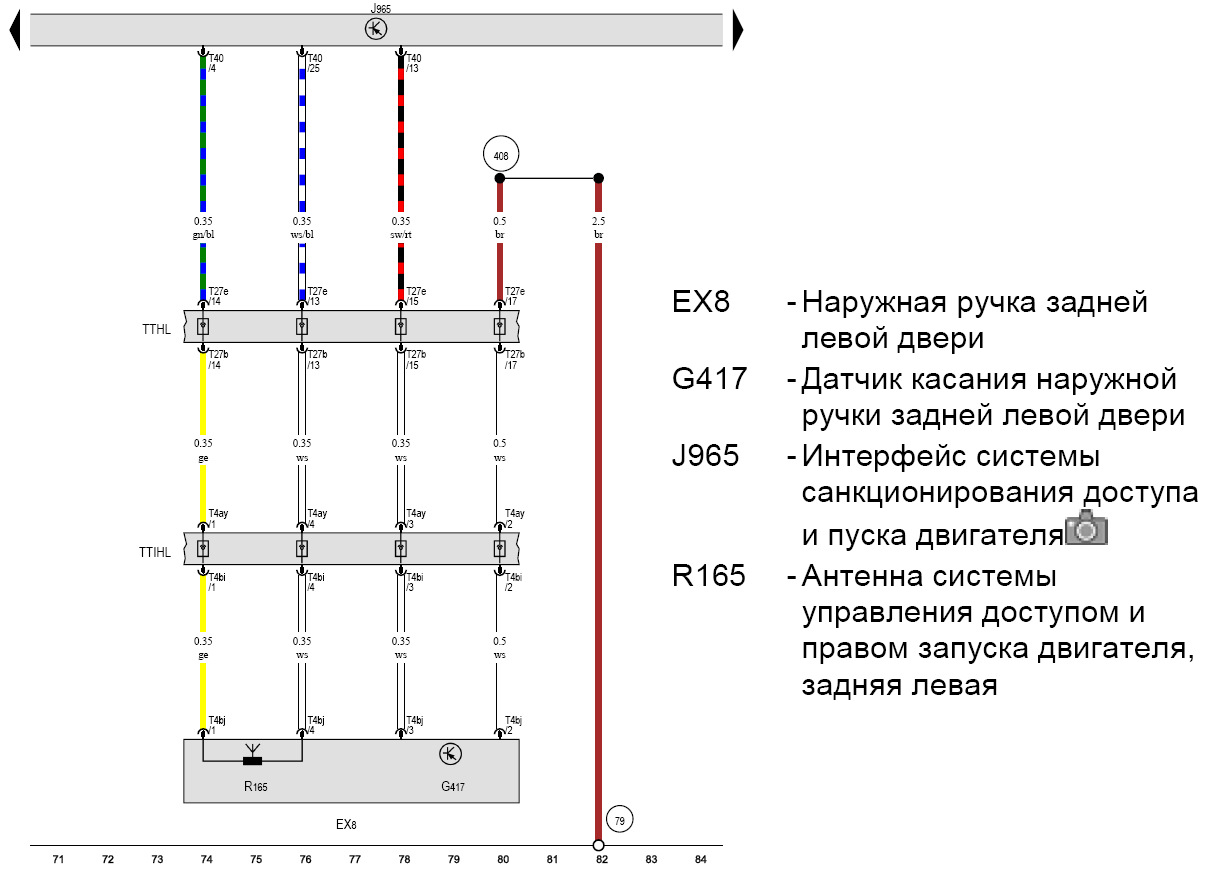 J965
T40 T40 T40
/4 /25 /13
408
0.35 0.35 0.35 0.5 2.5
gn/bl ws/bl sw/rt br br
T27e T27e T27e T27e
/14 /13 /15 /17
TTHL
T27b T27b T27b T27b
/14 /13 /15 /17
0.35 0.35 0.35 0.5
ge ws ws ws
T4ay T4ay T4ay T4ay
/1 /4 /3 /2
TTIHL
T4bi T4bi T4bi T4bi
/1 /4 /3 /2
0.35 0.35 0.35 0.5
ge ws ws ws
T4bj T4bj T4bj T4bj
/1 /4 /3 /2
R165 G417
EX8
79
71 72 73 74 75 76 77 78 79 80 81 82 83 84
EX8 - Наружная ручка задней
левой двери
G417 - Датчик касания наружной
ручки задней левой двери
J965 - Интерфейс системы
санкционирования доступа
и пуска двигателя
R165 - Антенна системы
управления доступом и
правом запуска двигателя,
задняя левая